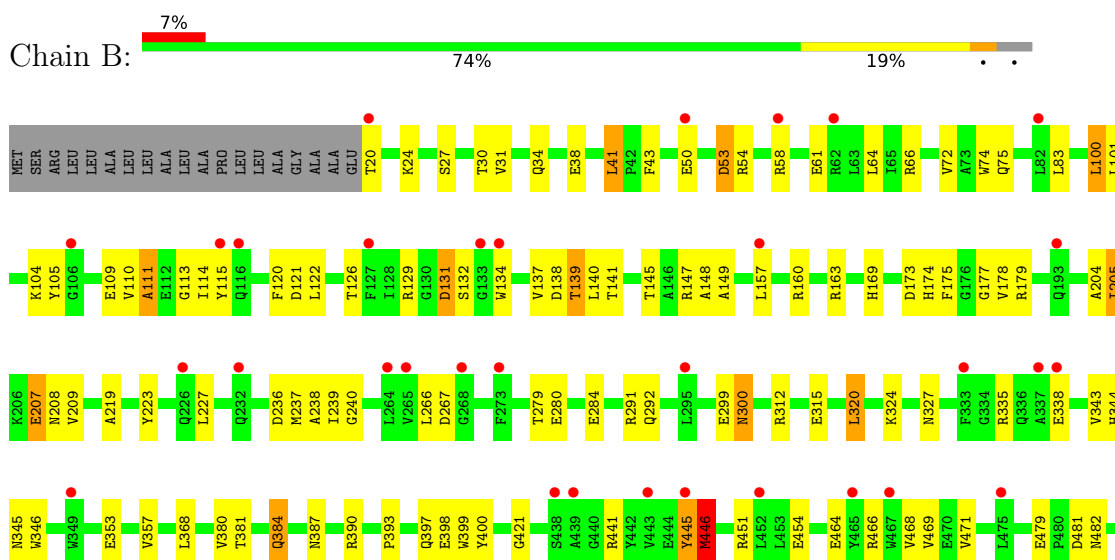 7%
Chain B:
74% 19% • •
MET SER ARG LEU LEU ALA LEU LEU ALA LEU ALA PRO LEU LEU ALA GLY ALA ALA GLU T20 K24 S27 T30 V31 Q34 E38 L41 P42 F43 E50 D53 R54 R58 E61 R62 L63 L64 I65 R66 V72 A73 W74 Q75 L82 L83 L100 L101
K104 Y105 G106 E109 V110 A111 E112 G113 I114 Y115 Q116 F120 D121 L122 T126 F127 I128 R129 G130 D131 S132 G133 W134 V137 D138 T139 L140 T141 T145 A146 R147 A148 A149 L157 R160 R163 H169 D173 H174 F175 G176 G177 V178 R179 Q193 A204 I205
K206 E207 N208 V209 A219 Y223 Q226 L227 Q232 D236 M237 A238 I239 G240 L264 V265 L266 D267 G268 F273 T279 E280 E284 R291 Q292 L295 E299 N300 R312 E315 L320 K324 N327 F333 G334 R335 Q336 A337 E338 V343 H344
N345 W346 W349 E353 V357 L368 V380 T381 Q384 N387 R390 P393 Q397 E398 W399 Y400 G421 S438 A439 G440 R441 Y442 V443 E444 Y445 M446 R451 L452 L453 E454 E464 Y465 R466 W467 V468 V469 E470 V471 L475 E479 P480 D481 N482